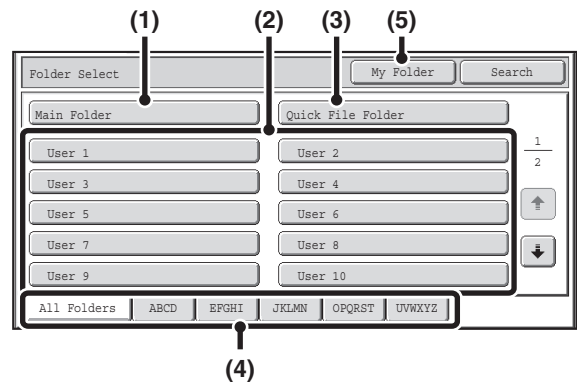 (1) (2) (3) (5)
Folder Select My Folder Search
Main Folder Quick File Folder
User 1 User 2
User 3 User 4
User 5 User 6
User 7 User 8
User 9 User 10
1
2
All Folders ABCD EFGHI JKLMN OPQRST UVWXYZ
(4)